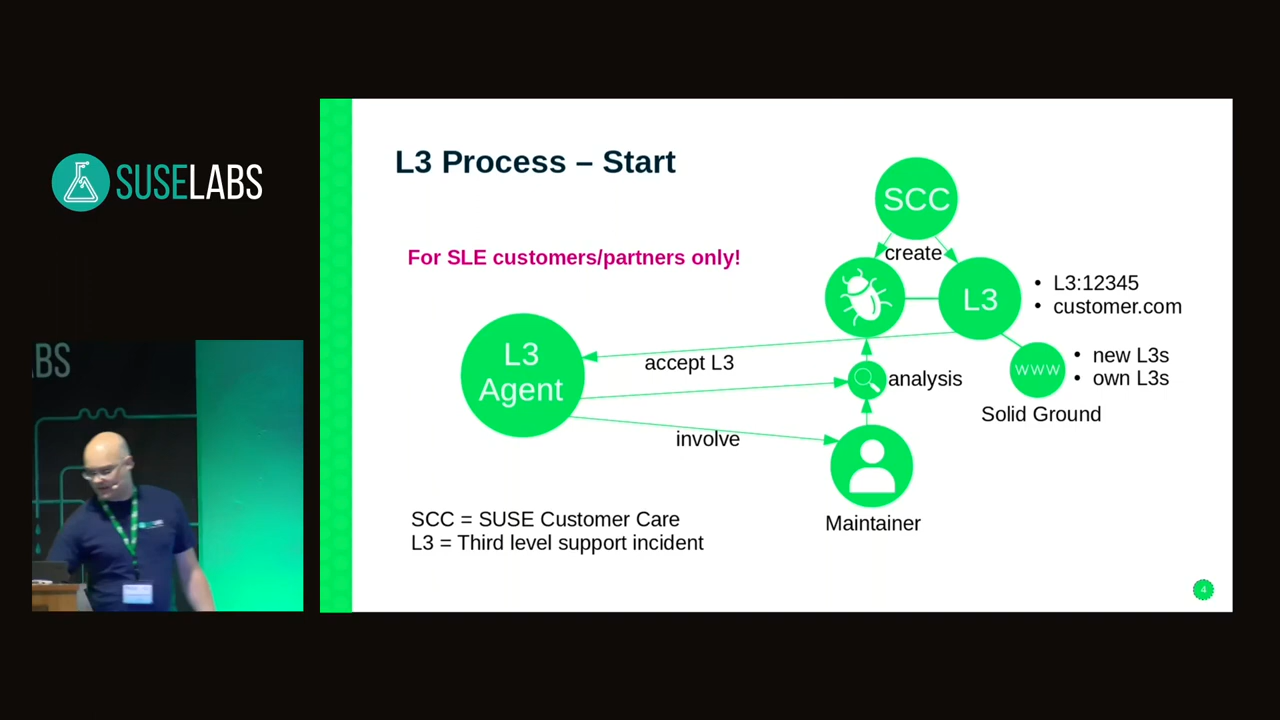 SUSELABS
ABS
L3 Process – Start
For SLE customers/partners only!
SCC
create
L3
• L3:12345
• customer.com
L3
Agent
accept L3
analysis
www
• new L3s
• own L3s
Solid Ground
involve
Maintainer
SCC = SUSE Customer Care
L3 = Third level support incident
4